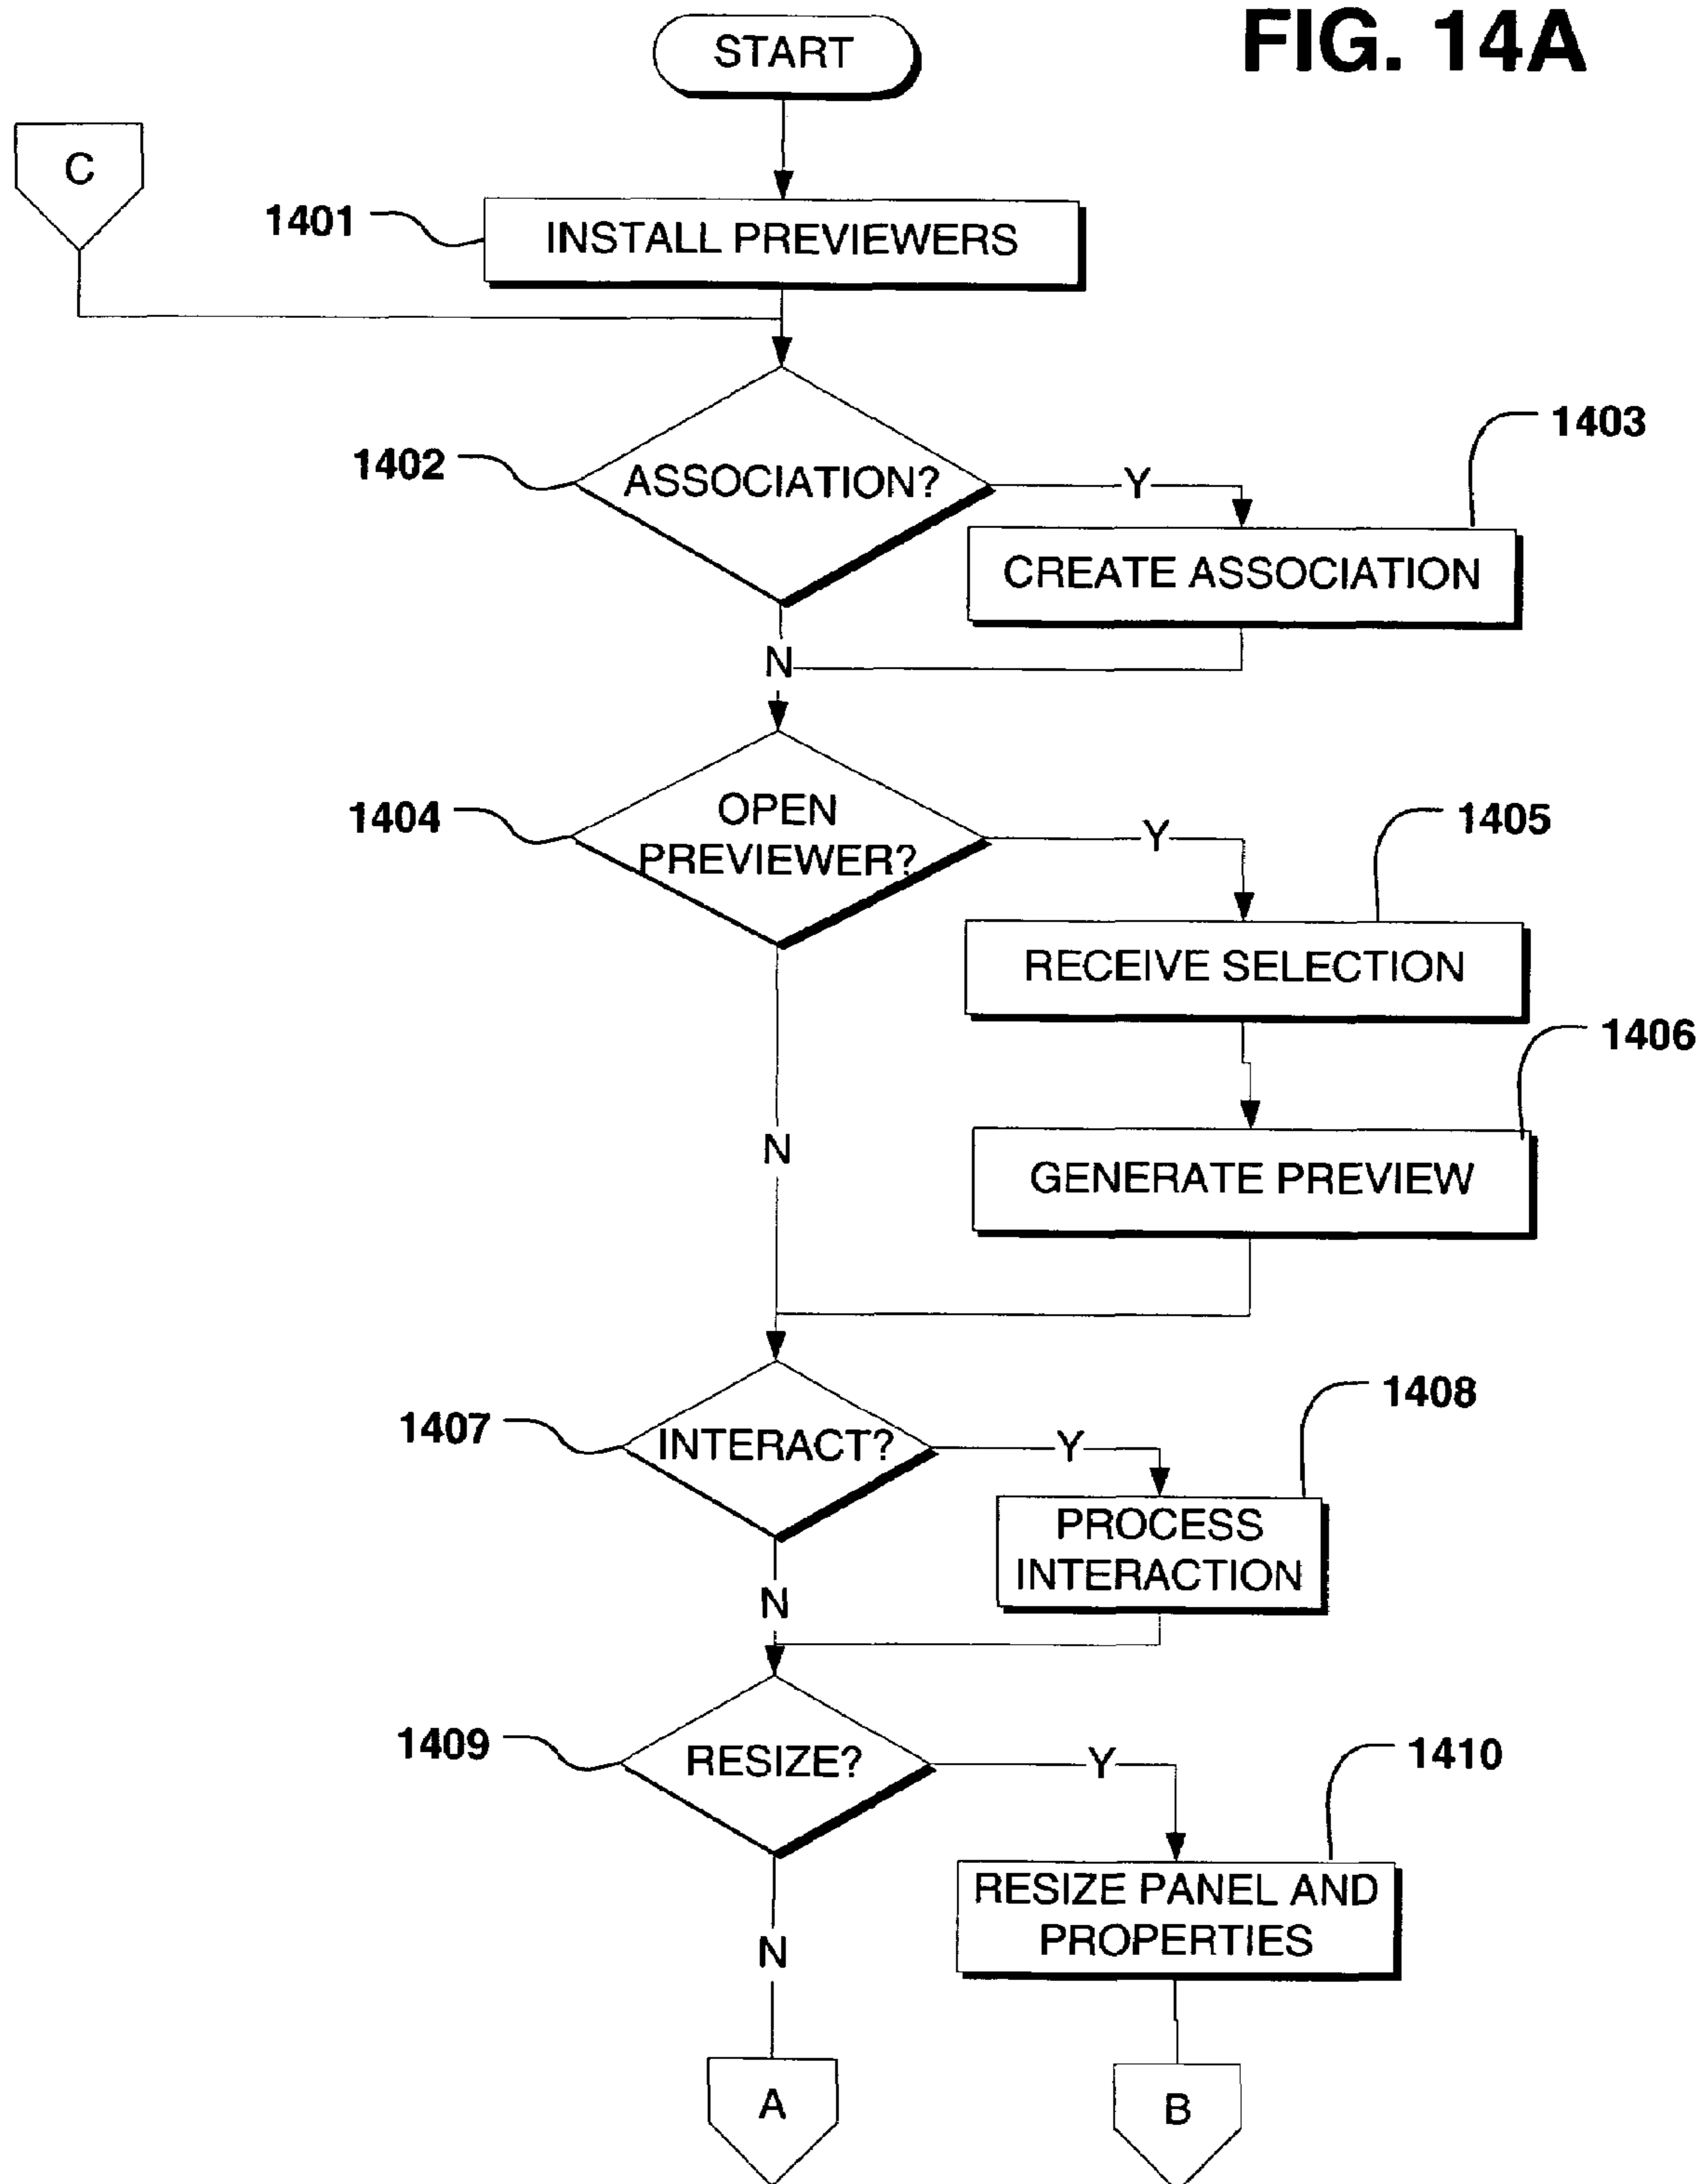 FIG. 14A
START
C
1401
INSTALL PREVIEWERS
1402
ASSOCIATION?
Y
1403
CREATE ASSOCIATION
N
1404
OPEN
PREVIEWER?
Y
1405
RECEIVE SELECTION
1406
GENERATE PREVIEW
N
1407
INTERACT?
Y
1408
PROCESS
INTERACTION
N
1409
RESIZE?
Y
1410
RESIZE PANEL AND
PROPERTIES
N
A
B